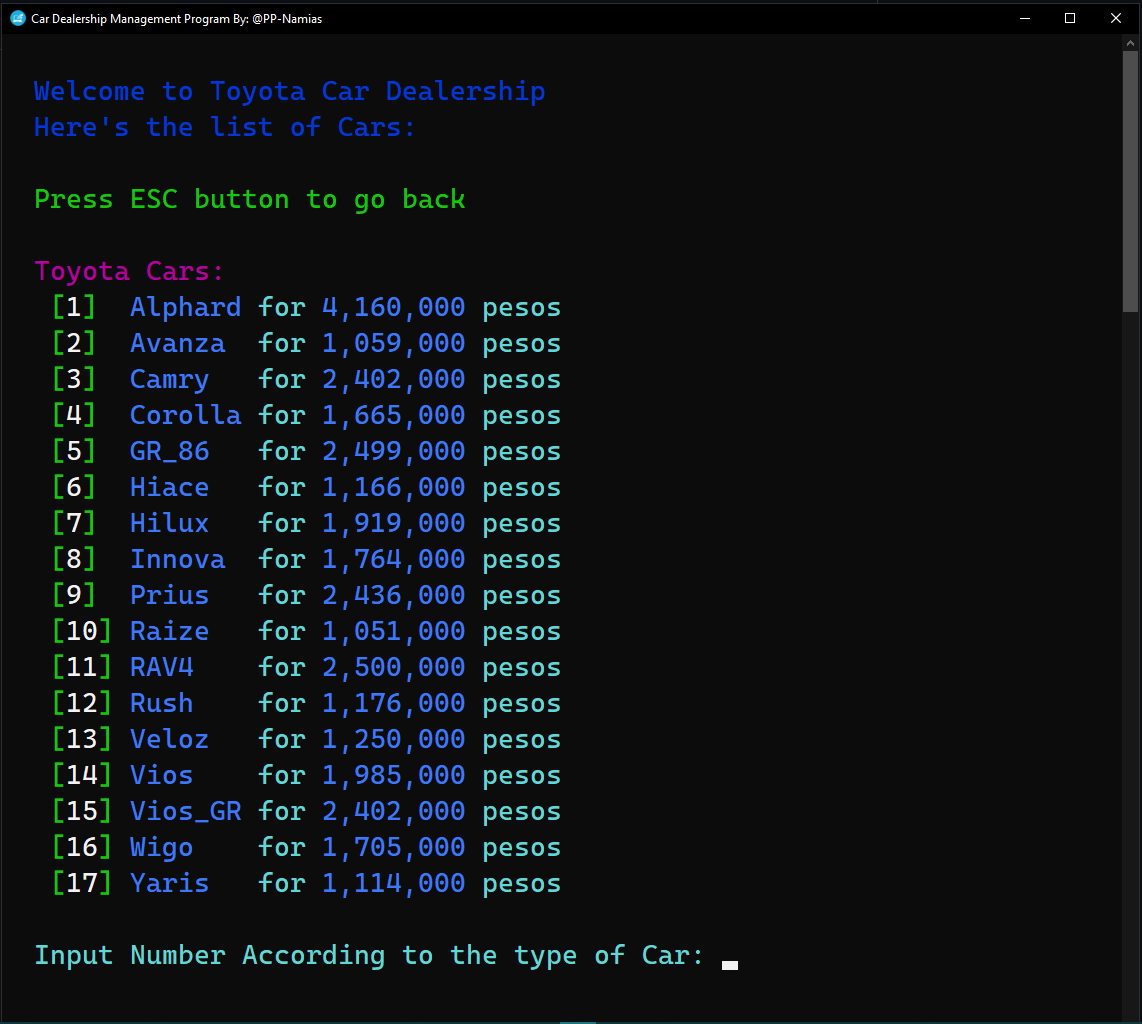 Car Dealership Management Program By: @PP-Namias
Welcome to Toyota Car Dealership
Here's the list of Cars:
Press ESC button to go back
Toyota Cars:
[1] Alphard for 4,160,000 pesos
[2] Avanza for 1,059,000 pesos
[3] Camry for 2,402,000 pesos
[4] Corolla for 1,665,000 pesos
[5] GR_86 for 2,499,000 pesos
[6] Hiace for 1,166,000 pesos
[7] Hilux for 1,919,000 pesos
[8] Innova for 1,764,000 pesos
[9] Prius for 2,436,000 pesos
[10] Raize for 1,051,000 pesos
[11] RAV4 for 2,500,000 pesos
[12] Rush for 1,176,000 pesos
[13] Veloz for 1,250,000 pesos
[14] Vios for 1,985,000 pesos
[15] Vios_GR for 2,402,000 pesos
[16] Wigo for 1,705,000 pesos
[17] Yaris for 1,114,000 pesos
Input Number According to the type of Car: